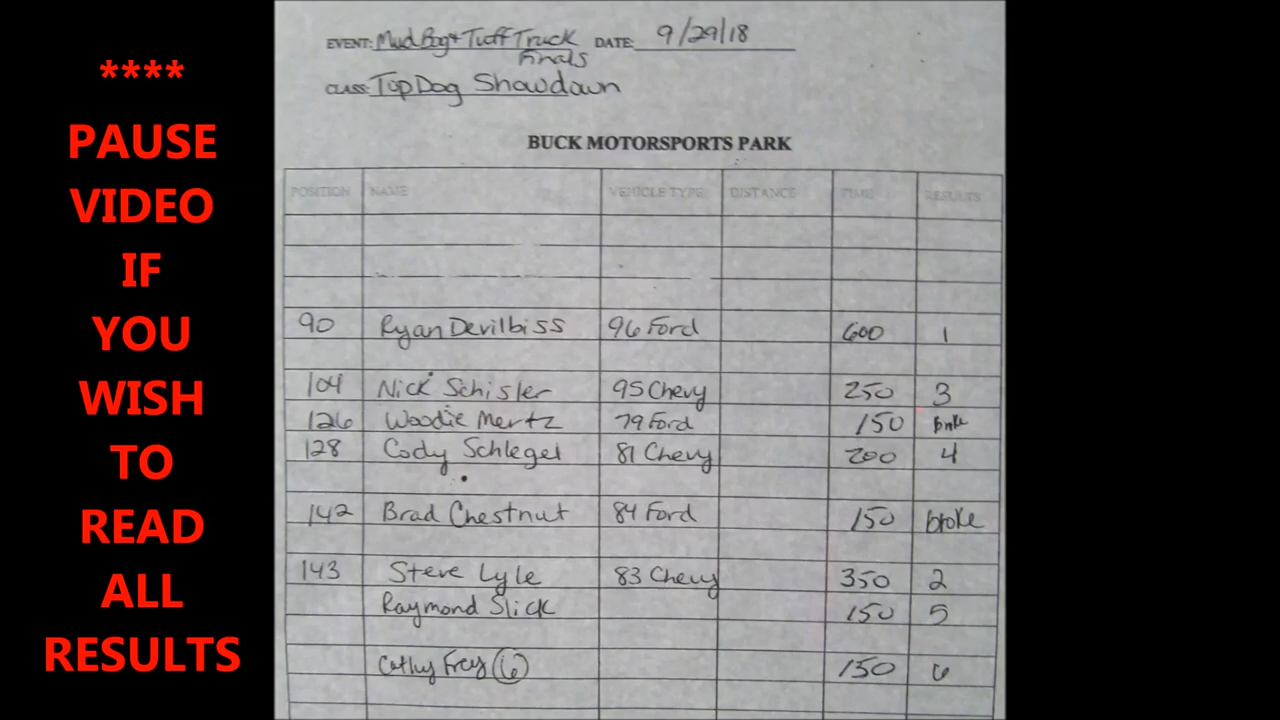 ****
PAUSE
VIDEO
IF
YOU
WISH
TO
READ
ALL
RESULTS
EVENT: Mud Bog + Tuff Truck DATE: 9/29/18
Finals
CLASS: Top Dog Showdown
BUCK MOTORSPORTS PARK
POSITION NAME VEHICLE TYPE DISTANCE TIME RESULTS
90 Ryan Devilbiss 96 Ford 600 1
104 Nick Schisler 95 Chevy 250 3
126 Woodie Mertz 79 Ford 150 broke
128 Cody Schlegel 81 Chevy 200 4
142 Brad Chestnut 84 Ford 150 broke
143 Steve Lyle 83 Chevy 350 2
Raymond Slick 150 5
Cathy Frey 6 150 6